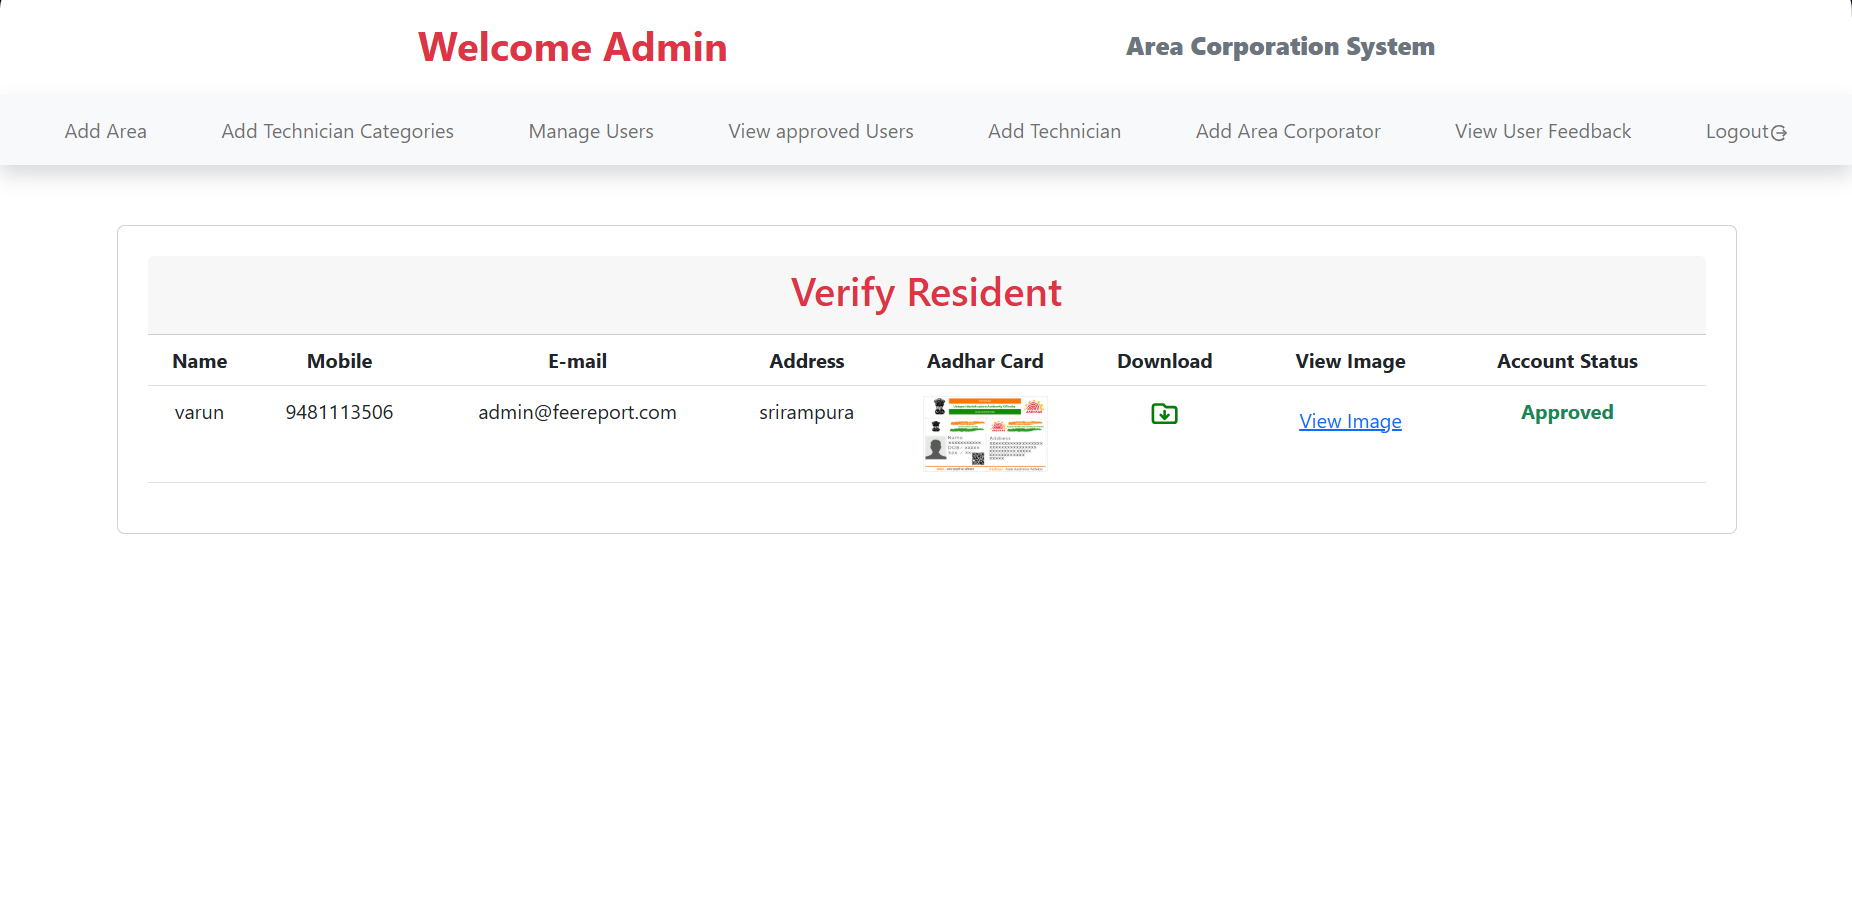 Welcome Admin
Area Corporation System
Add Area Add Technician Categories Manage Users View approved Users Add Technician Add Area Corporator View User Feedback Logout
Verify Resident
Name Mobile E-mail Address Aadhar Card Download View Image Account Status
varun 9481113506 admin@feereport.com srirampura View Image Approved
Name
Address